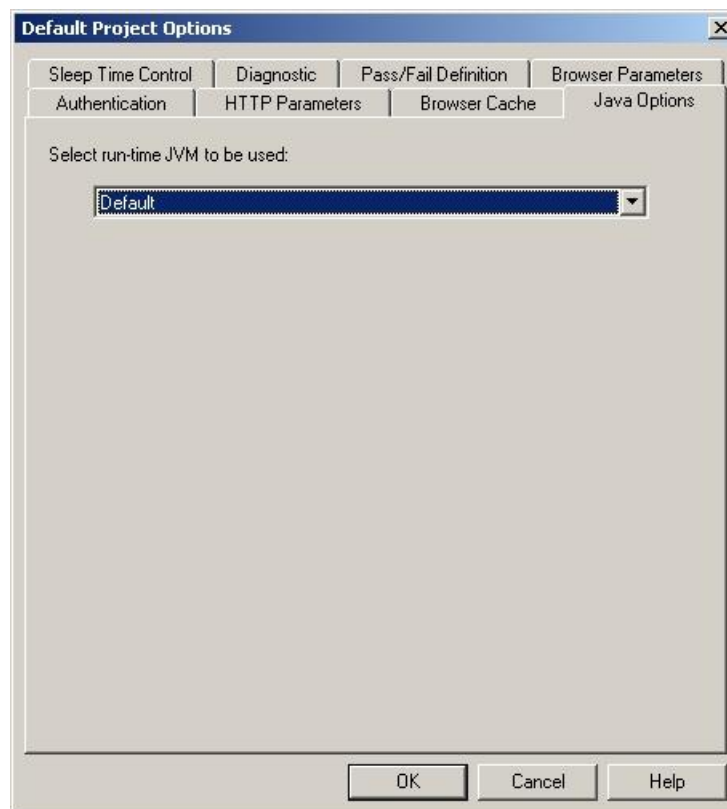 Default Project Options
Sleep Time Control Diagnostic Pass/Fail Definition Browser Parameters
Authentication HTTP Parameters Browser Cache Java Options
Select run-time JVM to be used:
Default
OK Cancel Help